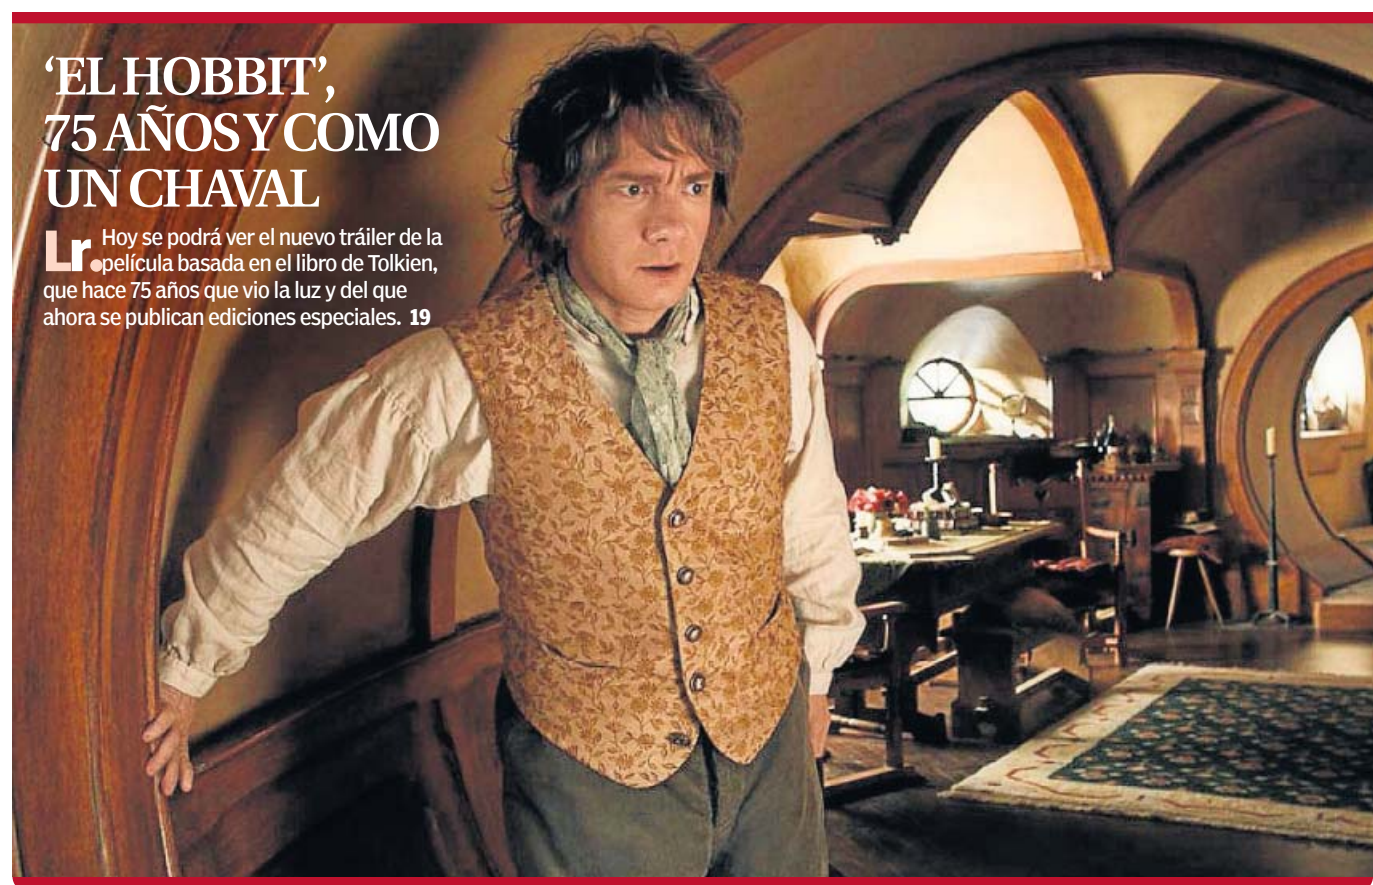 ‘EL HOBBIT’,
75 AÑOS Y COMO
UN CHAVAL
Lr. Hoy se podrá ver el nuevo tráiler de la
película basada en el libro de Tolkien,
que hace 75 años que vio la luz y del que
ahora se publican ediciones especiales. 19